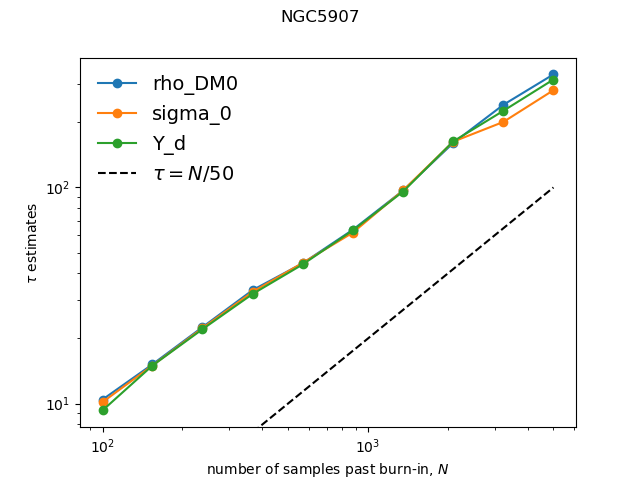 NGC5907
rho_DM0
sigma_0
Y_d
τ = N/50
10²
10¹
τ estimates
10² 10³
number of samples past burn-in, N